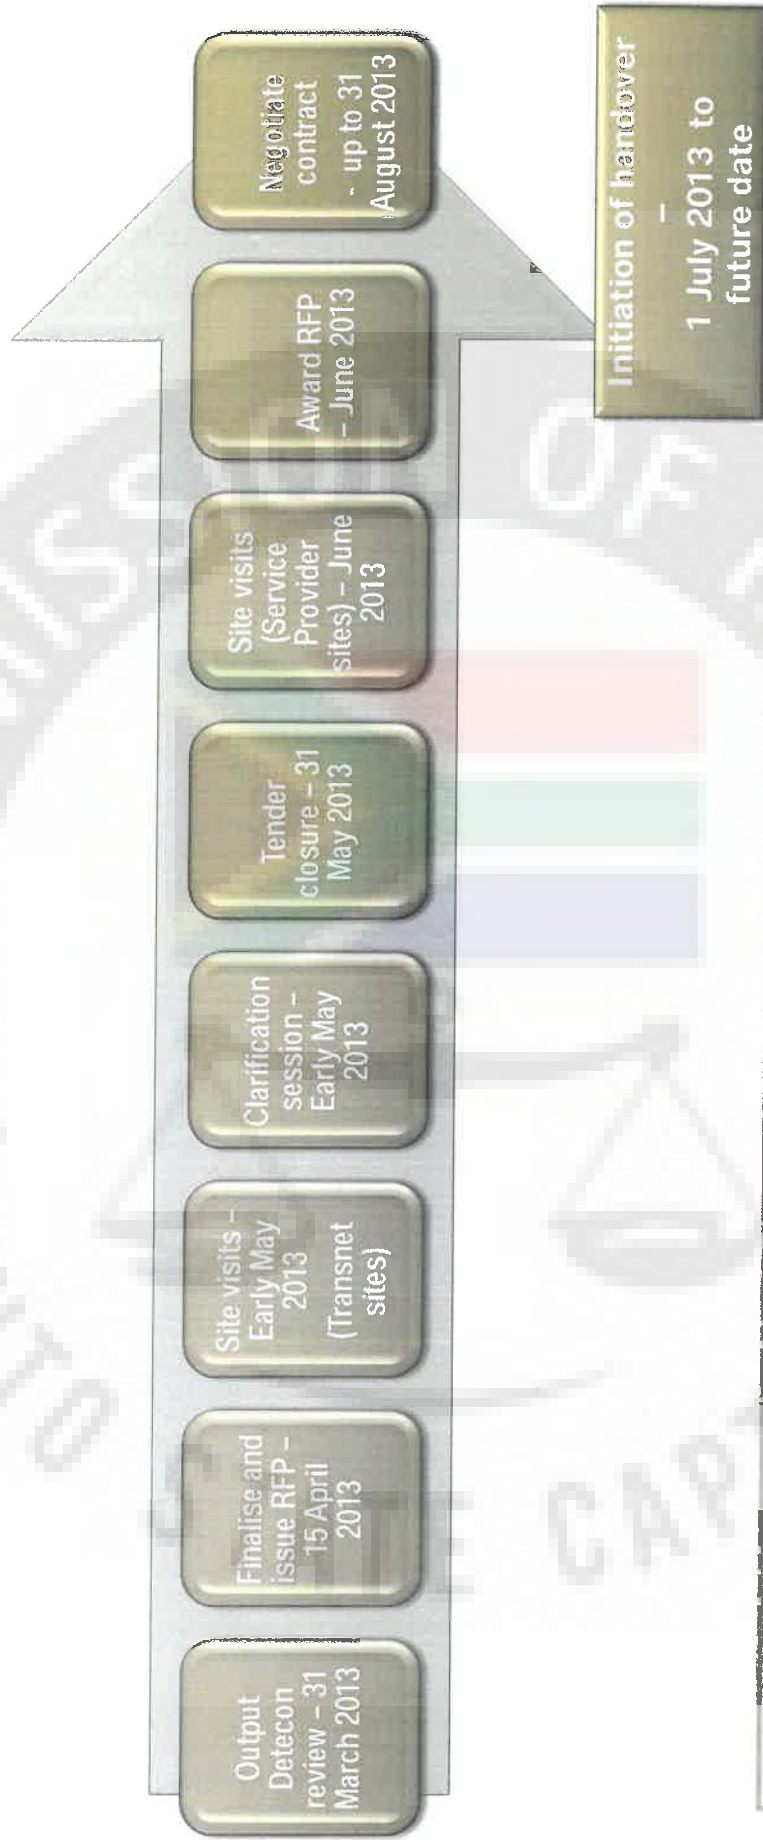 Output
Detecon
review – 31
March 2013
Finalise and
issue RFP –
15 April
2013
Site visits –
Early May
2013
(Transnet
sites)
Clarification
session –
Early May
2013
Tender
closure – 31
May 2013
Site visits
(Service
Provider
sites) – June
2013
Award RFP
– June 2013
Negotiate
contract
- up to 31
August 2013
Initiation of handover
–
1 July 2013 to
future date